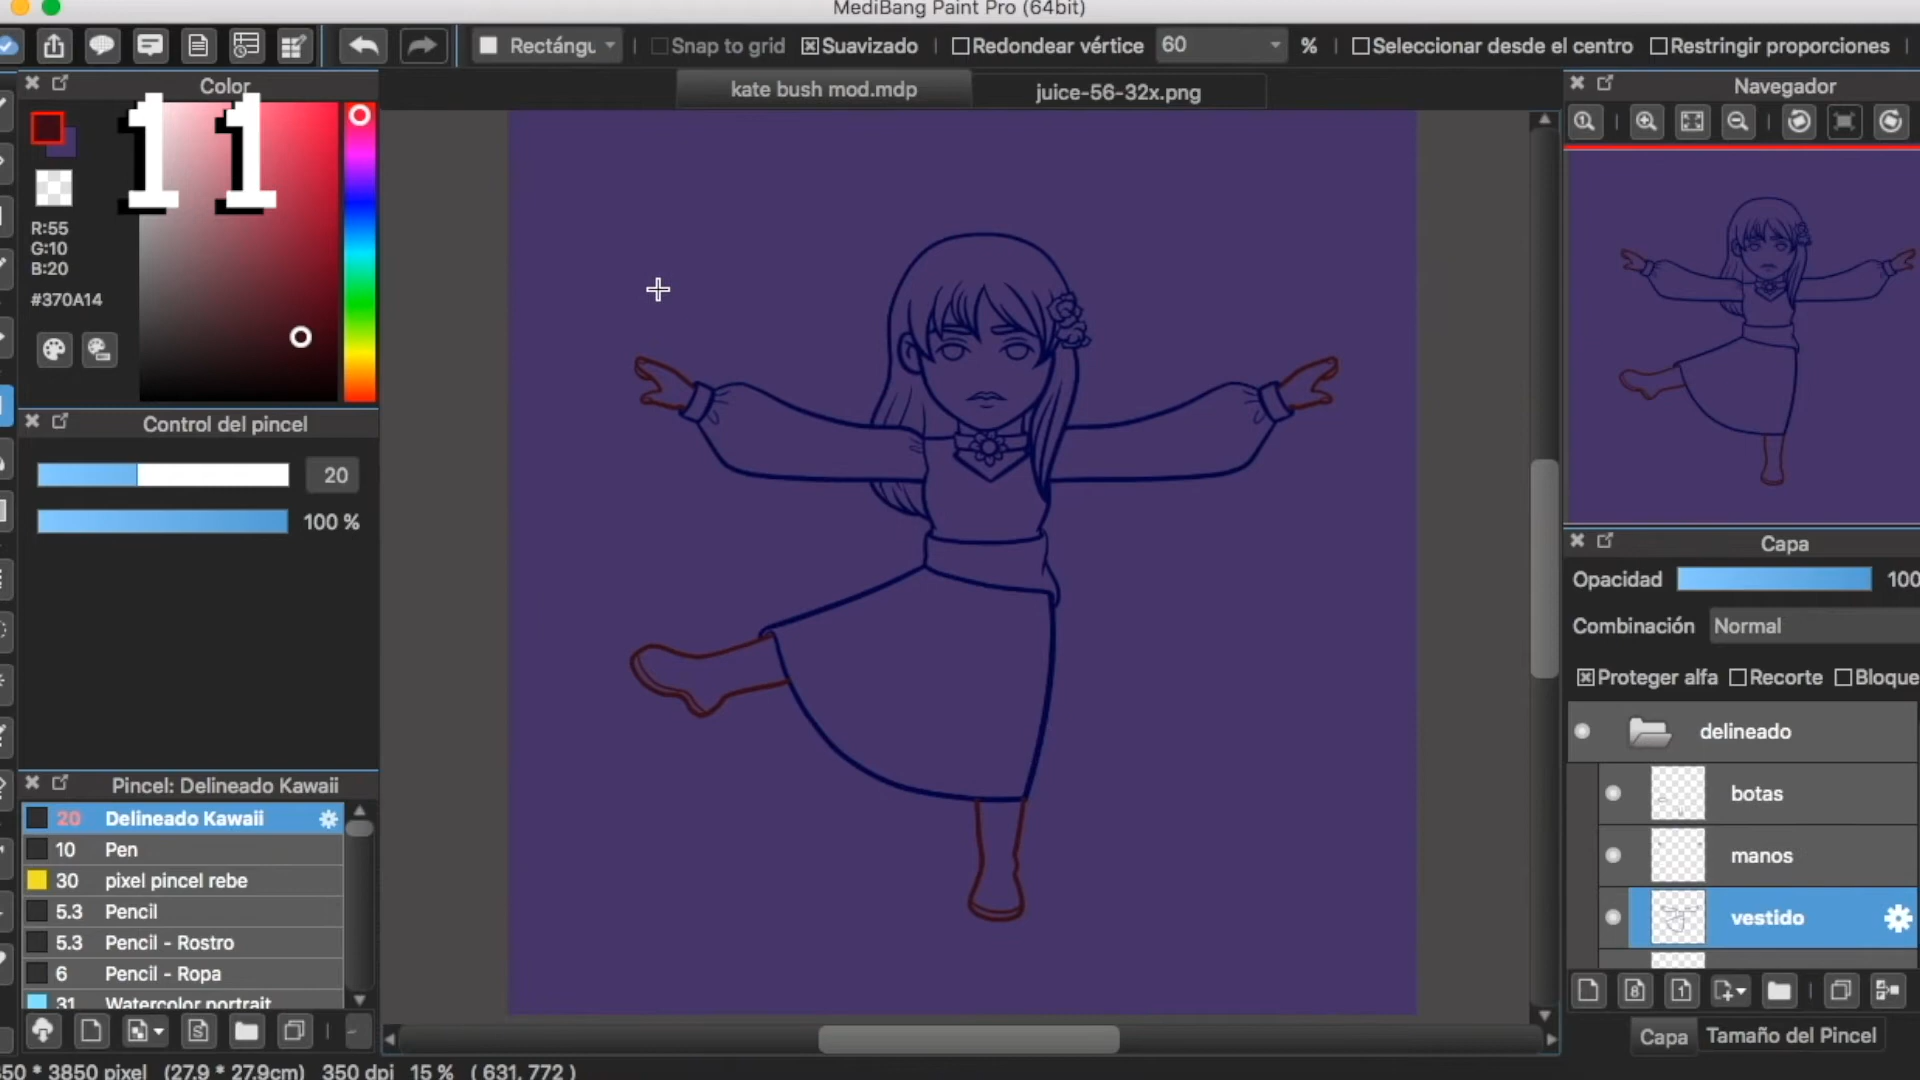 MediBang Paint Pro (64bit)
Rectángu
Snap to grid
Suavizado
Redondear vértice
60
%
Seleccionar desde el centro
Restringir proporciones
kate bush mod.mdp
juice-56-32x.png
Color
11
R:55
G:10
B:20
#370A14
Control del pincel
20
100 %
Pincel: Delineado Kawaii
20 Delineado Kawaii
10 Pen
30 pixel pincel rebe
5.3 Pencil
5.3 Pencil - Rostro
6 Pencil - Ropa
31 Watercolor portrait
50 * 3850 pixel (27.9 * 27.9cm) 350 dpi 15 % ( 631, 772 )
Navegador
Capa
Opacidad
100
Combinación
Normal
Proteger alfa
Recorte
Bloque
delineado
botas
manos
vestido
8
1
Capa
Tamaño del Pincel